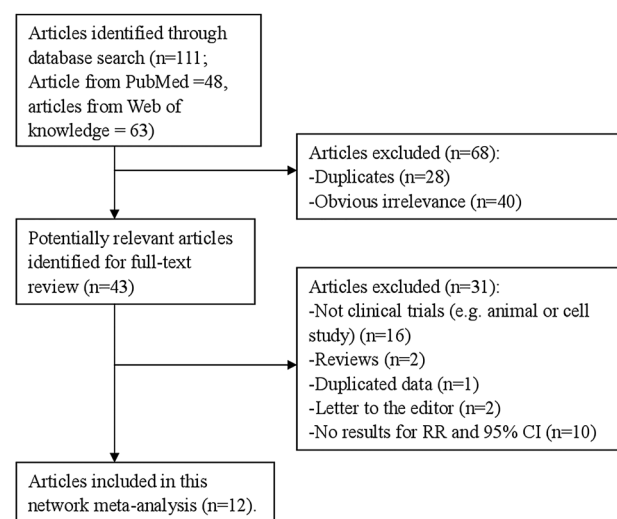 Articles identified through
database search (n=111;
Article from PubMed =48,
articles from Web of
knowledge = 63)
Articles excluded (n=68):
-Duplicates (n=28)
-Obvious irrelevance (n=40)
Potentially relevant articles
identified for full-text
review (n=43)
Articles excluded (n=31):
-Not clinical trials (e.g. animal or cell
study) (n=16)
-Reviews (n=2)
-Duplicated data (n=1)
-Letter to the editor (n=2)
-No results for RR and 95% CI (n=10)
Articles included in this
network meta-analysis (n=12).